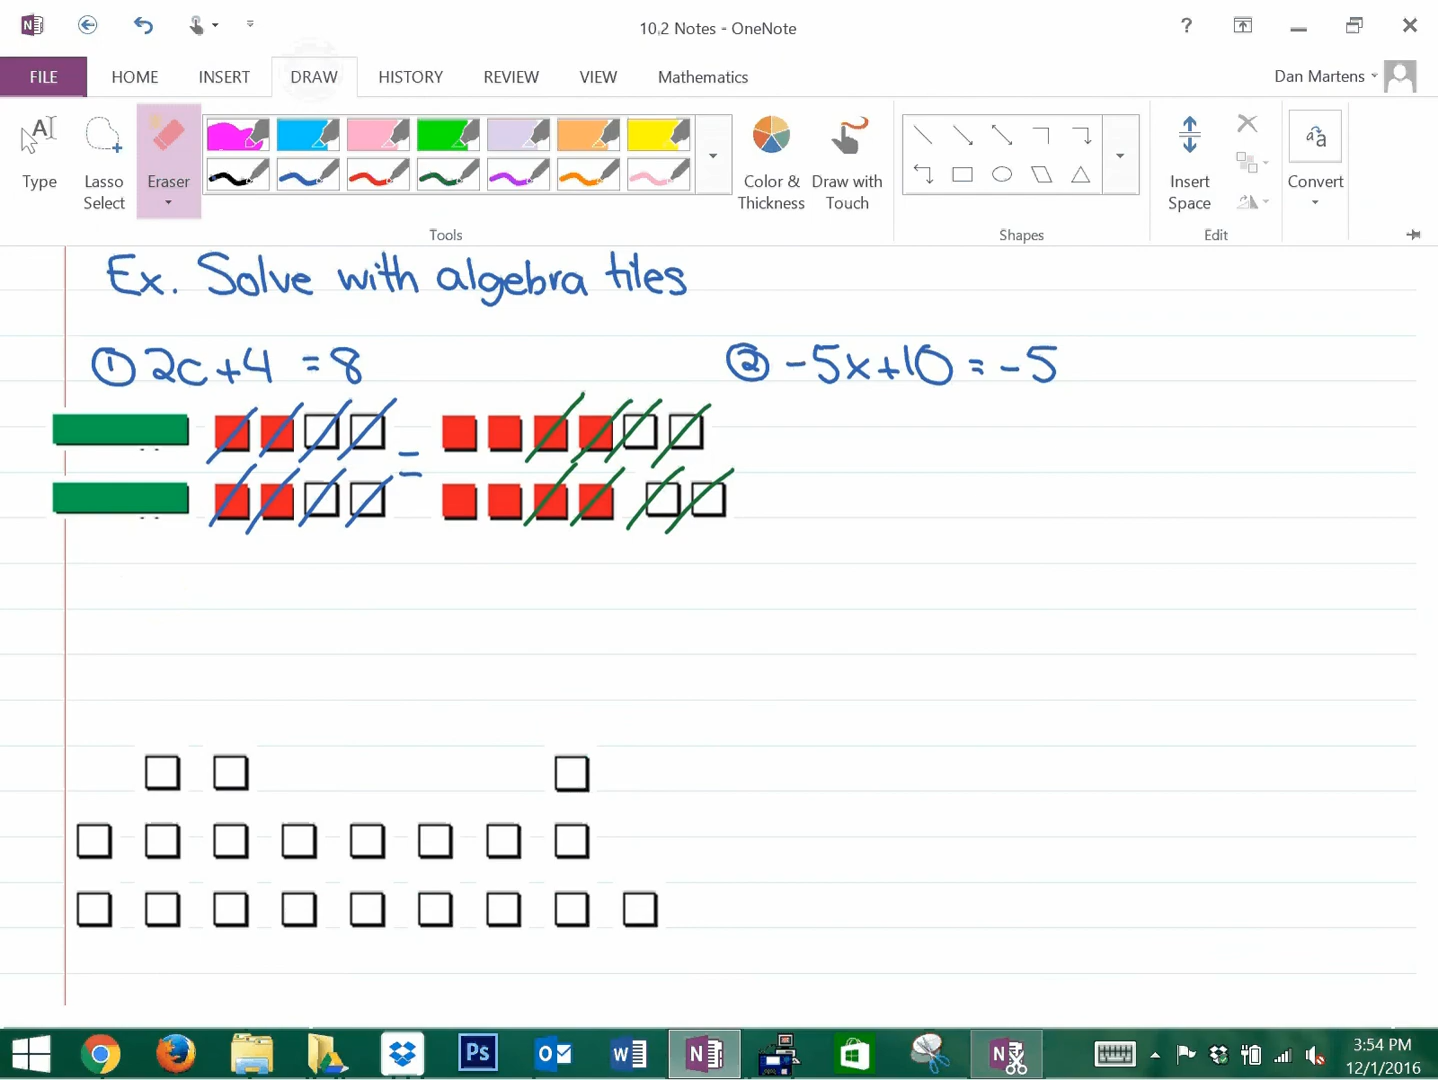 10.2 Notes - OneNote
?
FILE HOME INSERT DRAW HISTORY REVIEW VIEW Mathematics
Dan Martens
Type
Lasso Select
Eraser
Color & Thickness
Draw with Touch
Insert Space
Convert
Tools
Shapes
Edit
Ex. Solve with algebra tiles
① 2c+4 = 8
② -5x+10 = -5
=
Ps
3:54 PM
12/1/2016